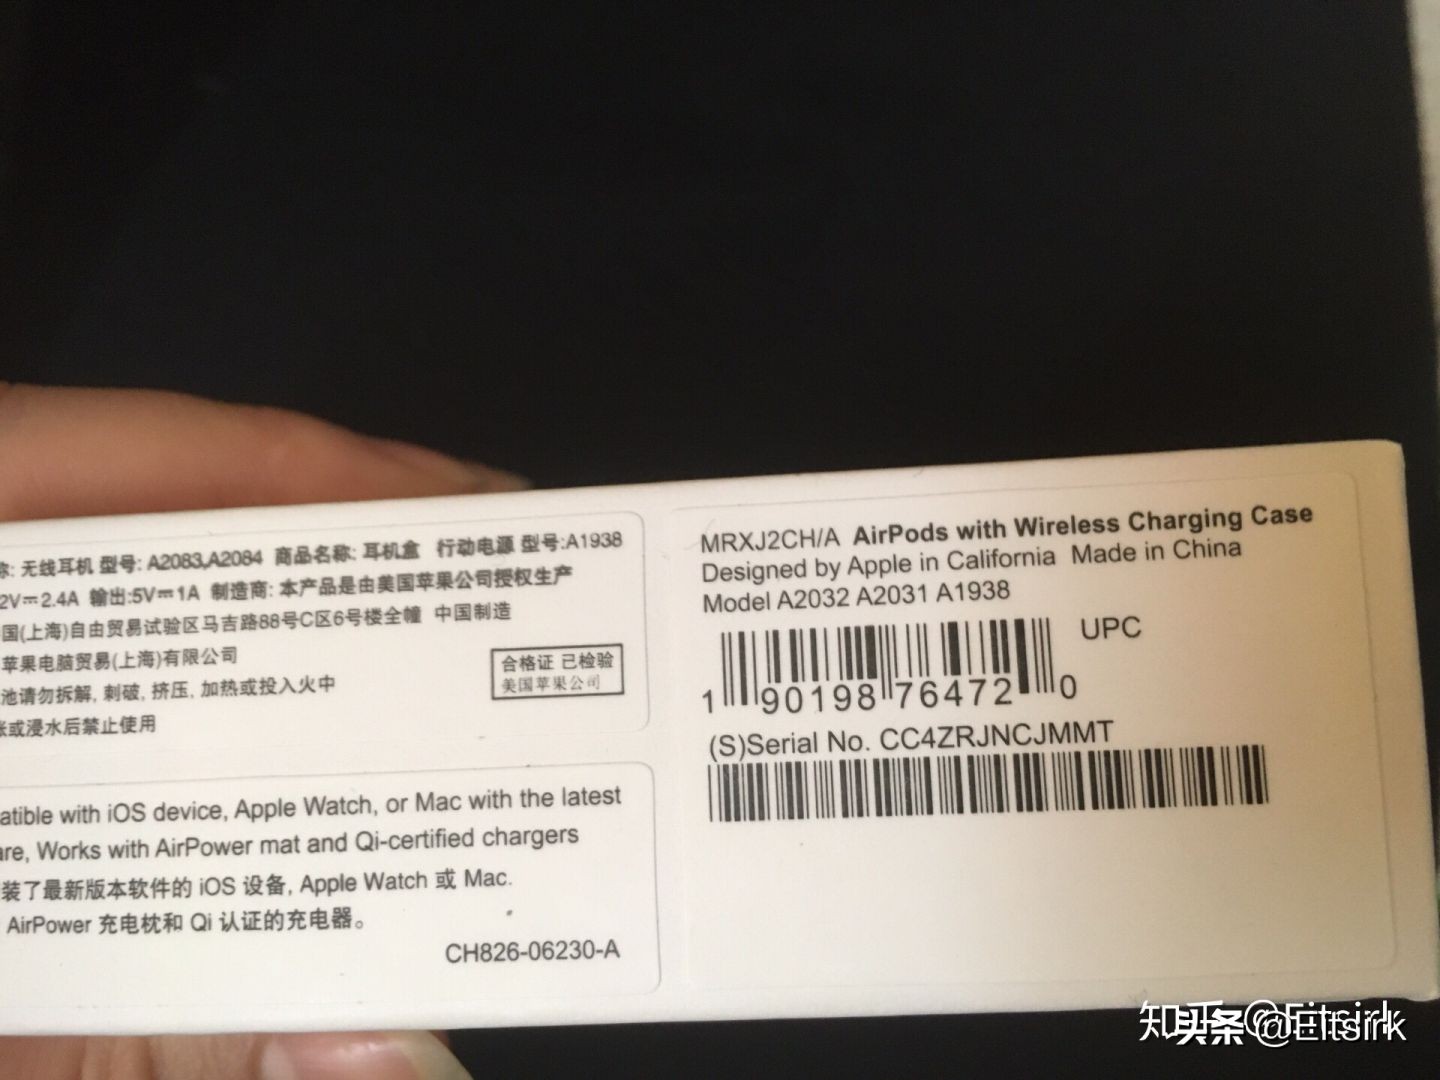 称: 无线耳机 型号: A2083,A2084 商品名称: 耳机盒 行动电源 型号:A1938
2V⎓2.4A 输出:5V⎓1A 制造商: 本产品是由美国苹果公司授权生产
国(上海)自由贸易试验区马吉路88号C区6号楼全幢 中国制造
苹果电脑贸易(上海)有限公司
池请勿拆解, 刺破, 挤压, 加热或投入火中
胀或浸水后禁止使用
合格证 已检验
美国苹果公司
atible with iOS device, Apple Watch, or Mac with the latest
are, Works with AirPower mat and Qi-certified chargers
装了最新版本软件的 iOS 设备, Apple Watch 或 Mac.
AirPower 充电枕和 Qi 认证的充电器。
CH826-06230-A
MRXJ2CH/A AirPods with Wireless Charging Case
Designed by Apple in California Made in China
Model A2032 A2031 A1938
UPC
1 90198 76472 0
(S)Serial No. CC4ZRJNCJMMT
头条 @Eitsirk